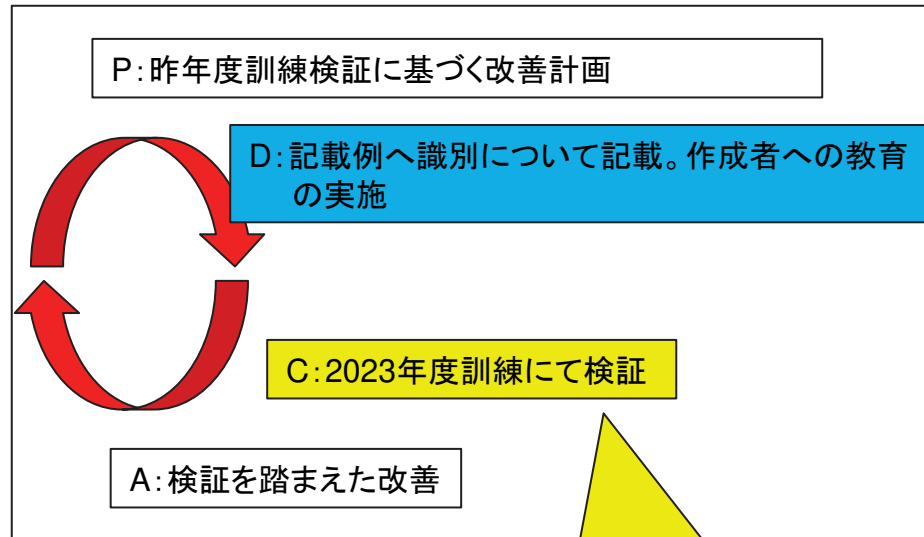 P:昨年度訓練検証に基づく改善計画
D:記載例へ識別について記載。作成者への教育
の実施
C:2023年度訓練にて検証
A:検証を踏まえた改善